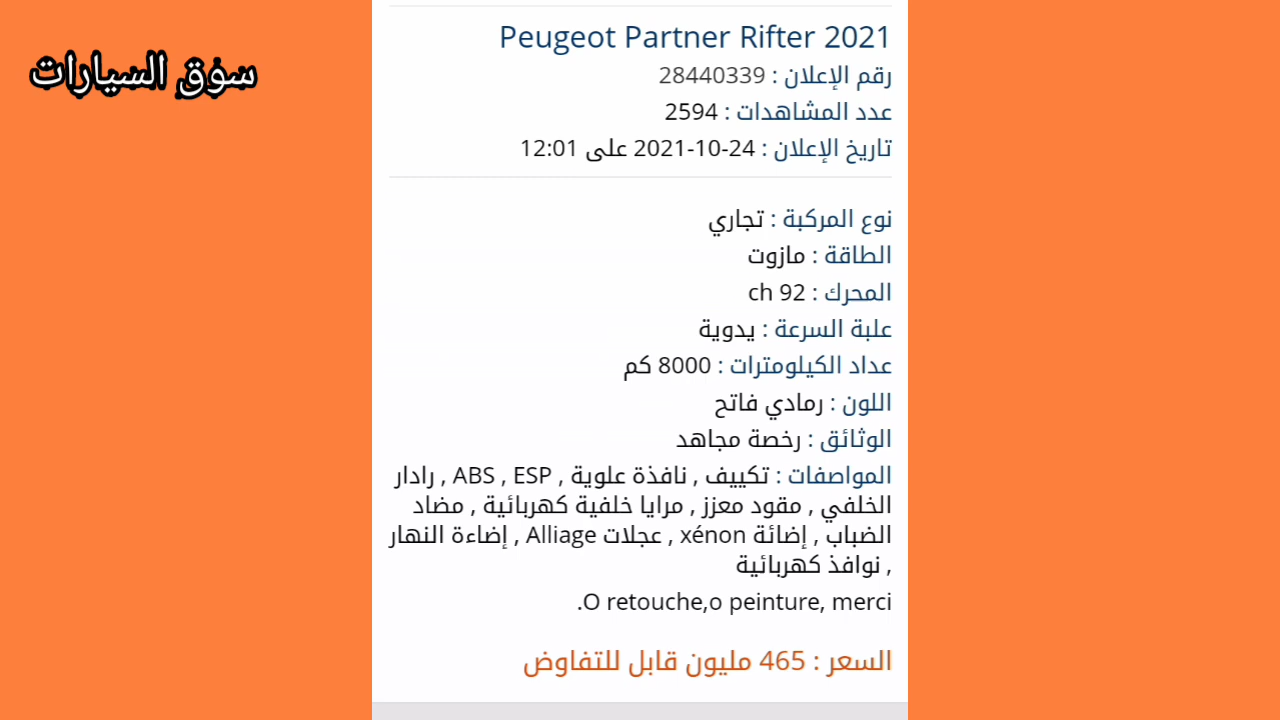 سوق السيارات
Peugeot Partner Rifter 2021
رقم الإعلان : 28440339
عدد المشاهدات : 2594
تاريخ الإعلان : 24-10-2021 على 12:01
نوع المركبة : تجاري
الطاقة : مازوت
المحرك : 92 ch
علبة السرعة : يدوية
عداد الكيلومترات : 8000 كم
اللون : رمادي فاتح
الوثائق : رخصة مجاهد
المواصفات : تكييف , نافذة علوية , ABS , ESP , رادار
الخلفي , مقود معزز , مرايا خلفية كهربائية , مضاد
الضباب , إضائة xénon , عجلات Alliage , إضاءة النهار
, نوافذ كهربائية
O retouche,o peinture, merci.
السعر : 465 مليون قابل للتفاوض